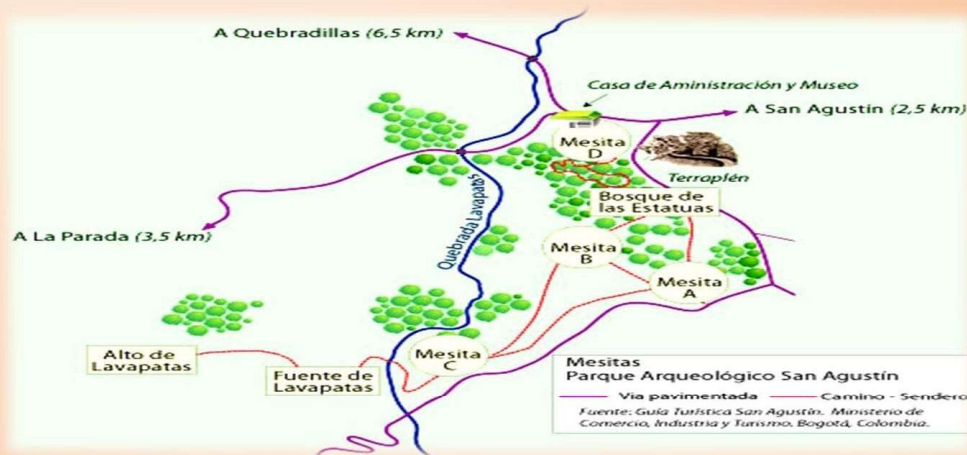 A Quebradillas (6,5 km)
Casa de Aministración y Museo
A San Agustín (2,5 km)
Mesita
D
Terraplén
Bosque de
las Estatuas
Quebrada Lavapatas
A La Parada (3,5 km)
Mesita
B
Mesita
A
Alto de
Lavapatas
Fuente de
Lavapatas
Mesita
C
Mesitas
Parque Arqueológico San Agustín
Via pavimentada
Camino - Sendero
Fuente: Guía Turística San Agustín. Ministerio de
Comercio, Industria y Turismo. Bogotá, Colombia.